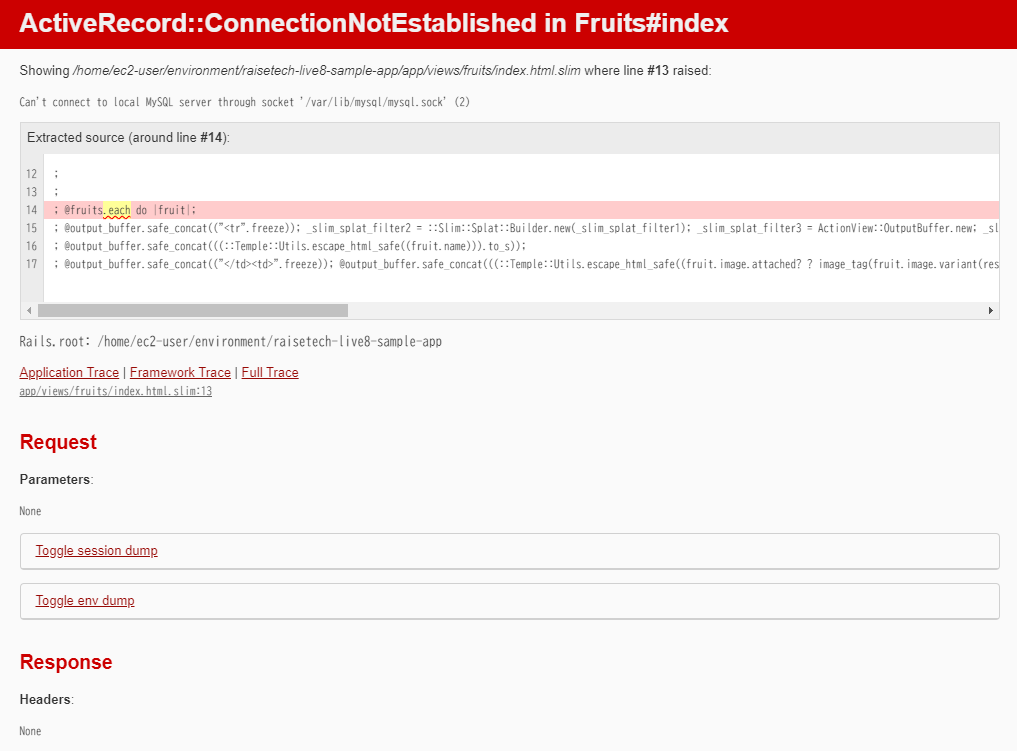 ActiveRecord::ConnectionNotEstablished in Fruits#index
Showing /home/ec2-user/environment/raisetech-live8-sample-app/app/views/fruits/index.html.slim where line #13 raised:
Can't connect to local MySQL server through socket '/var/lib/mysql/mysql.sock' (2)
Extracted source (around line #14):
12 ;
13 ;
14 ; @fruits.each do |fruit|;
15 ; @output_buffer.safe_concat(("<tr".freeze)); _slim_splat_filter2 = ::Slim::Splat::Builder.new(_slim_splat_filter1); _slim_splat_filter3 = ActionView::OutputBuffer.new; _sl
16 ; @output_buffer.safe_concat(((::Temple::Utils.escape_html_safe((fruit.name))).to_s));
17 ; @output_buffer.safe_concat(("</td><td>".freeze)); @output_buffer.safe_concat(((::Temple::Utils.escape_html_safe((fruit.image.attached? ? image_tag(fruit.image.variant(res
Rails.root: /home/ec2-user/environment/raisetech-live8-sample-app
Application Trace | Framework Trace | Full Trace
app/views/fruits/index.html.slim:13
Request
Parameters:
None
Toggle session dump
Toggle env dump
Response
Headers:
None